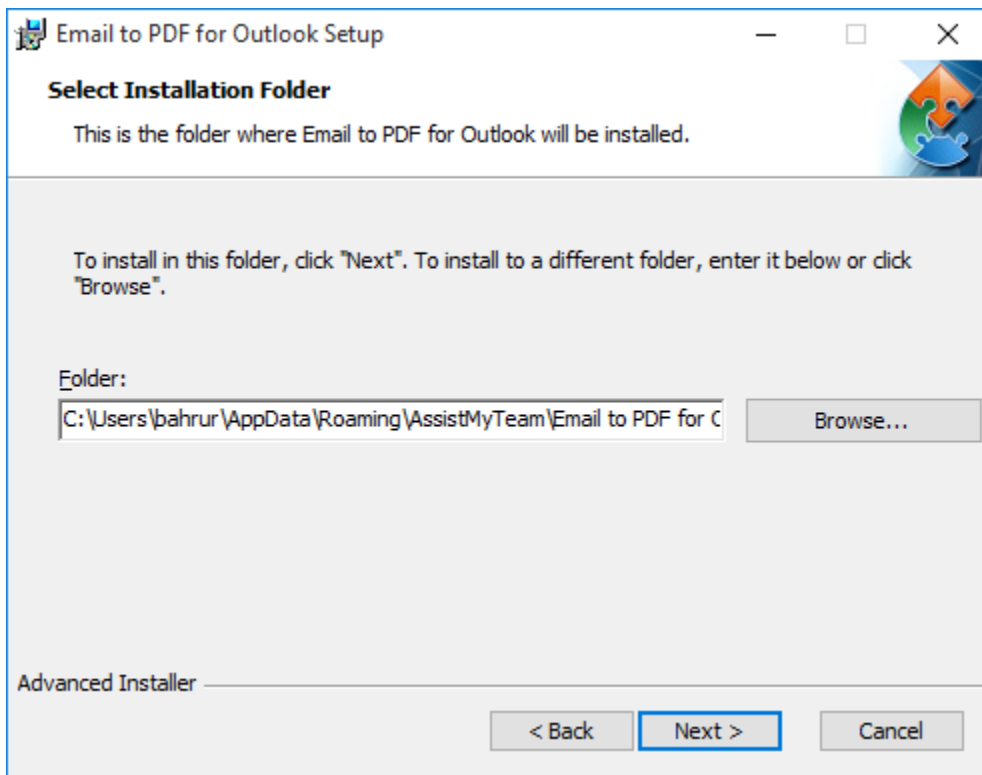 Email to PDF for Outlook Setup
Select Installation Folder
This is the folder where Email to PDF for Outlook will be installed.
To install in this folder, click "Next". To install to a different folder, enter it below or click
"Browse".
Folder:
C:\Users\bahrur\AppData\Roaming\AssistMyTeam\Email to PDF for O
Browse...
Advanced Installer
< Back
Next >
Cancel